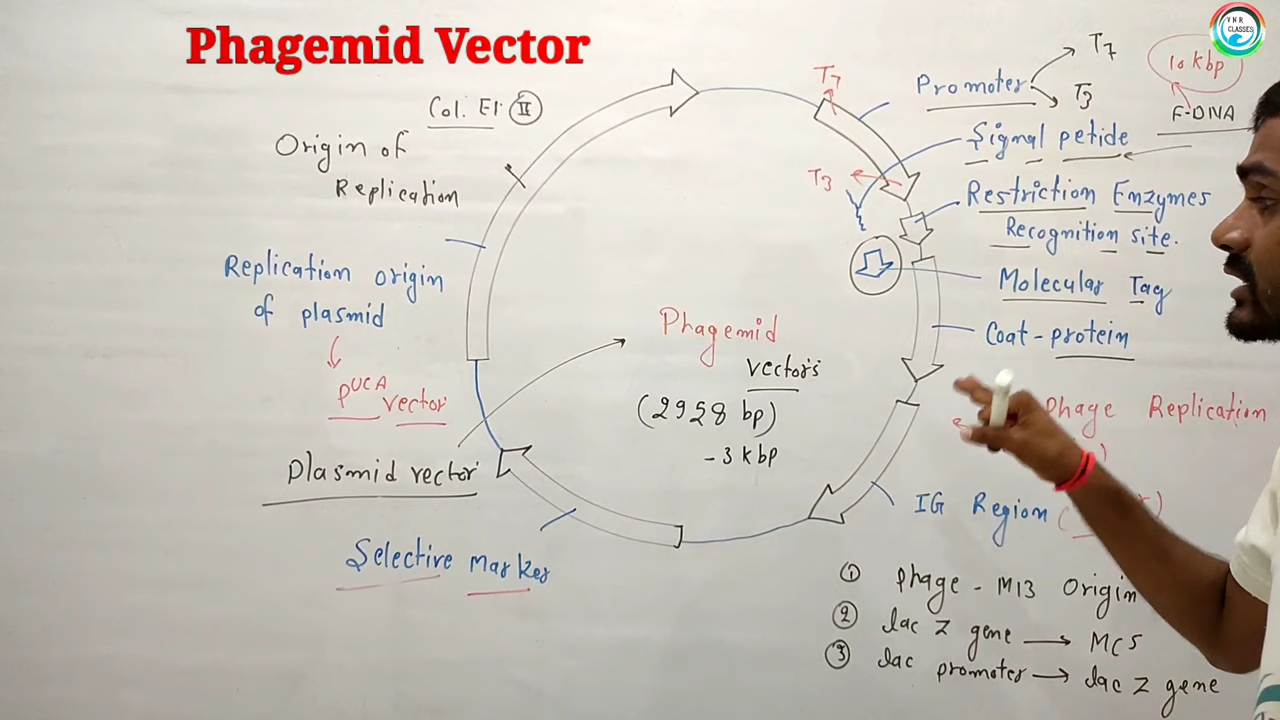 Phagemid Vector
VNR
CLASSES
Col. E1. II
Origin of
Replication
Replication origin
of plasmid
pUCA
vector
Plasmid vector
Selective marker
Phagemid
vectors
(2958 bp)
- 3 kbp
T7
T3
Promoter
T7
T3
10 kbp
F-DNA
Signal petide
Restriction Enzymes
Recognition site.
Molecular Tag
Coat-protein
Phage Replication
IG Region
① phage - M13 Origin
② lac Z gene → MCS
③ lac promoter → lac Z gene